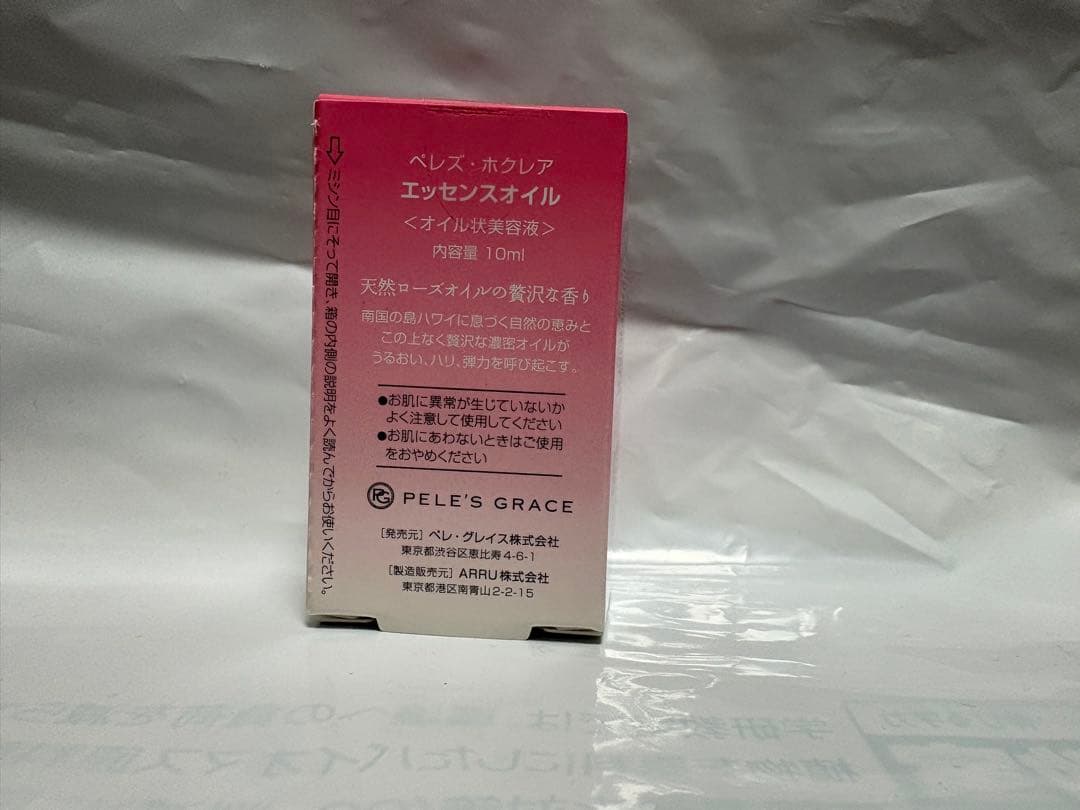 ペレズ・ホクレア
エッセンスオイル
＜オイル状美容液＞
内容量 10ml
天然ローズオイルの贅沢な香り
南国の島ハワイに息づく自然の恵みと
この上なく贅沢な濃密オイルが
うるおい、ハリ、弾力を呼び起こす。
●お肌に異常が生じていないか
よく注意して使用してください
●お肌にあわないときはご使用
をおやめください
PG PELE'S GRACE
[発売元] ペレ・グレイス株式会社
東京都渋谷区恵比寿4-6-1
[製造販売元] ARRU株式会社
東京都港区南青山2-2-15
⇨ミシン目にそって開き、箱の内側の説明をよく読んでからお使いください。